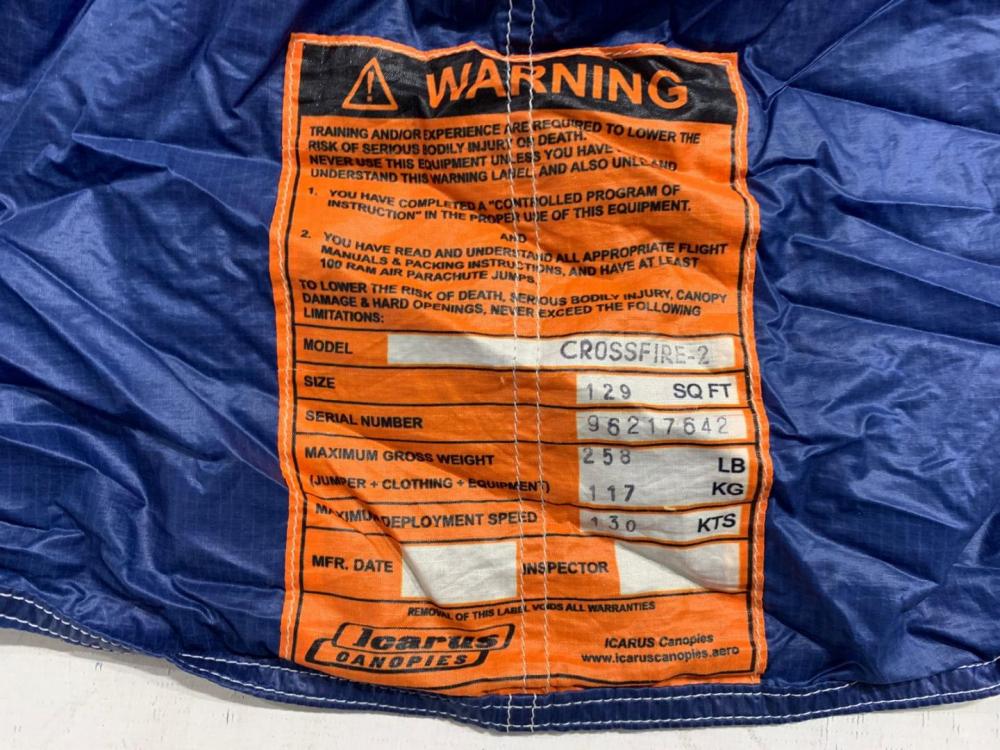 WARNING
TRAINING AND/OR EXPERIENCE ARE REQUIRED TO LOWER THE
RISK OF SERIOUS BODILY INJURY OR DEATH.
NEVER USE THIS EQUIPMENT UNLESS YOU HAVE
UNDERSTAND THIS WARNING LABEL, AND ALSO
1. YOU HAVE COMPLETED A "CONTROLLED PROGRAM OF
INSTRUCTION" IN THE PROPER USE OF THIS EQUIPMENT.
AND
2. YOU HAVE READ AND UNDERSTAND ALL APPROPRIATE FLIGHT
MANUALS & PACKING INSTRUCTIONS, AND HAVE AT LEAST
100 RAM AIR PARACHUTE JUMPS
TO LOWER THE RISK OF DEATH, SERIOUS BODILY INJURY, CANOPY
DAMAGE & HARD OPENINGS, NEVER EXCEED THE FOLLOWING
LIMITATIONS:
MODEL CROSSFIRE-2
SIZE 129 SQ FT
SERIAL NUMBER 96217642
MAXIMUM GROSS WEIGHT 258 LB
(JUMPER + CLOTHING + EQUIPMENT) 117 KG
MAXIMUM DEPLOYMENT SPEED 130 KTS
MFR. DATE INSPECTOR
REMOVAL OF THIS LABEL VOIDS ALL WARRANTIES
Icarus
CANOPIES
ICARUS Canopies
www.icaruscanopies.aero